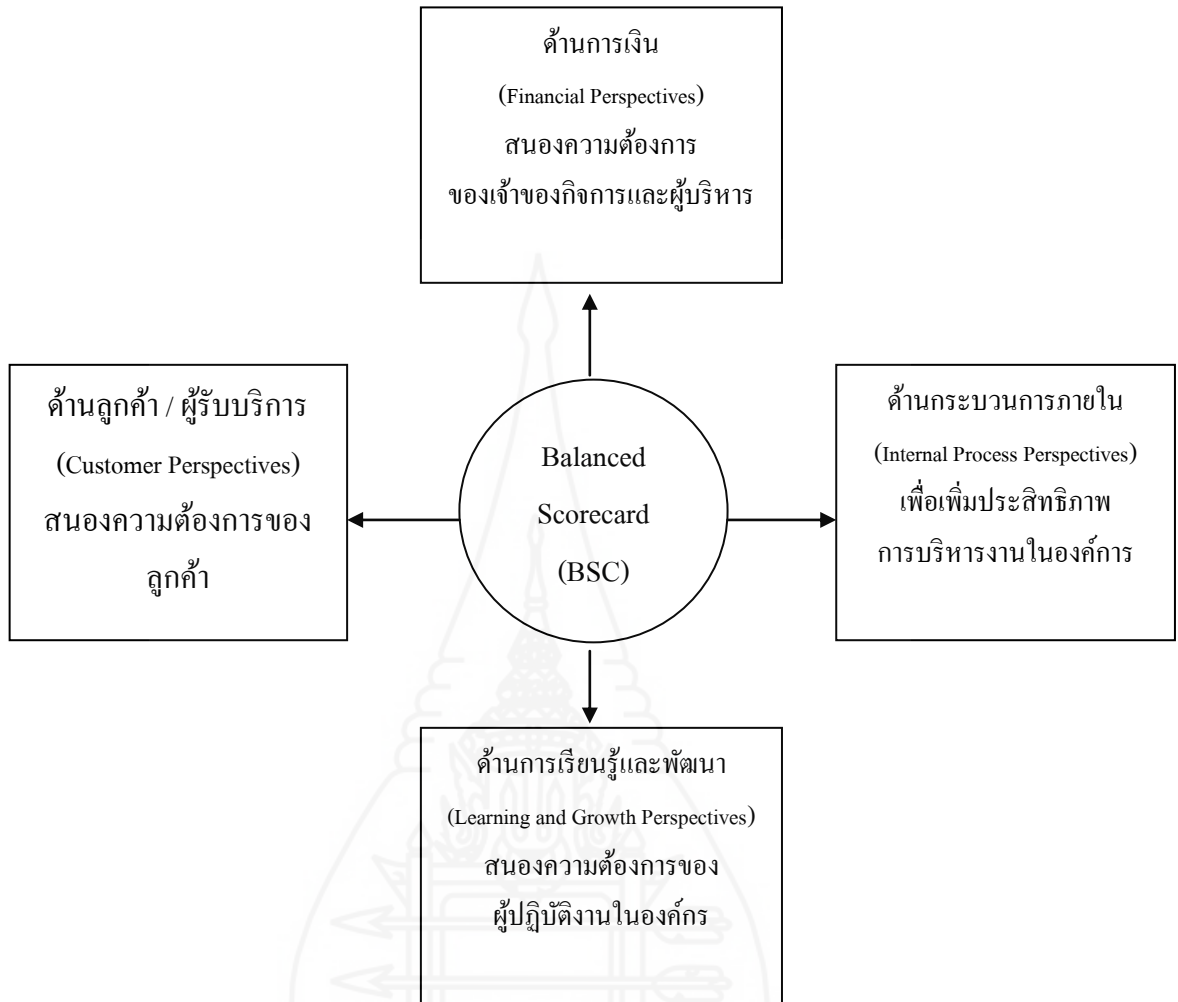 ด้านการเงิน
(Financial Perspectives)
สนองความต้องการ
ของเจ้าของกิจการและผู้บริหาร
ด้านลูกค้า / ผู้รับบริการ
(Customer Perspectives)
สนองความต้องการของ
ลูกค้า
Balanced
Scorecard
(BSC)
ด้านกระบวนการภายใน
(Internal Process Perspectives)
เพื่อเพิ่มประสิทธิภาพ
การบริหารงานในองค์การ
ด้านการเรียนรู้และพัฒนา
(Learning and Growth Perspectives)
สนองความต้องการของ
ผู้ปฏิบัติงานในองค์กร